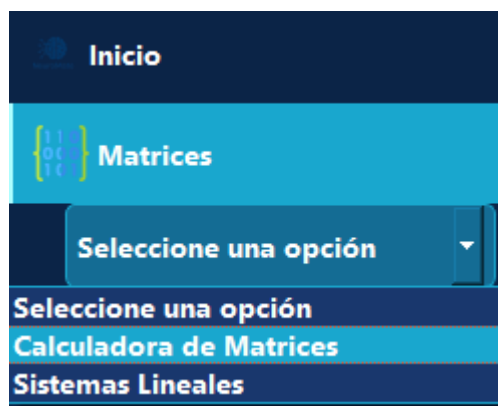 Inicio
Matrices
Seleccione una opción
Seleccione una opción
Calculadora de Matrices
Sistemas Lineales